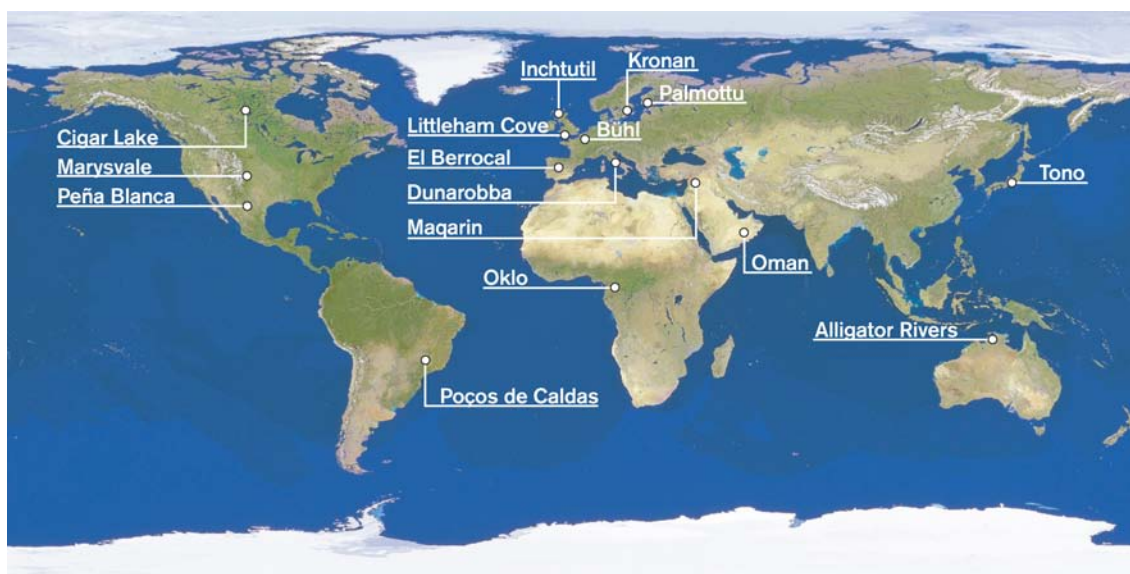 Inchtutil
Kronan
Palmottu
Cigar Lake
Littleham Cove
Bühl
Marysvale
El Berrocal
Tono
Peña Blanca
Dunarobba
Maqarin
Oman
Oklo
Alligator Rivers
Poços de Caldas